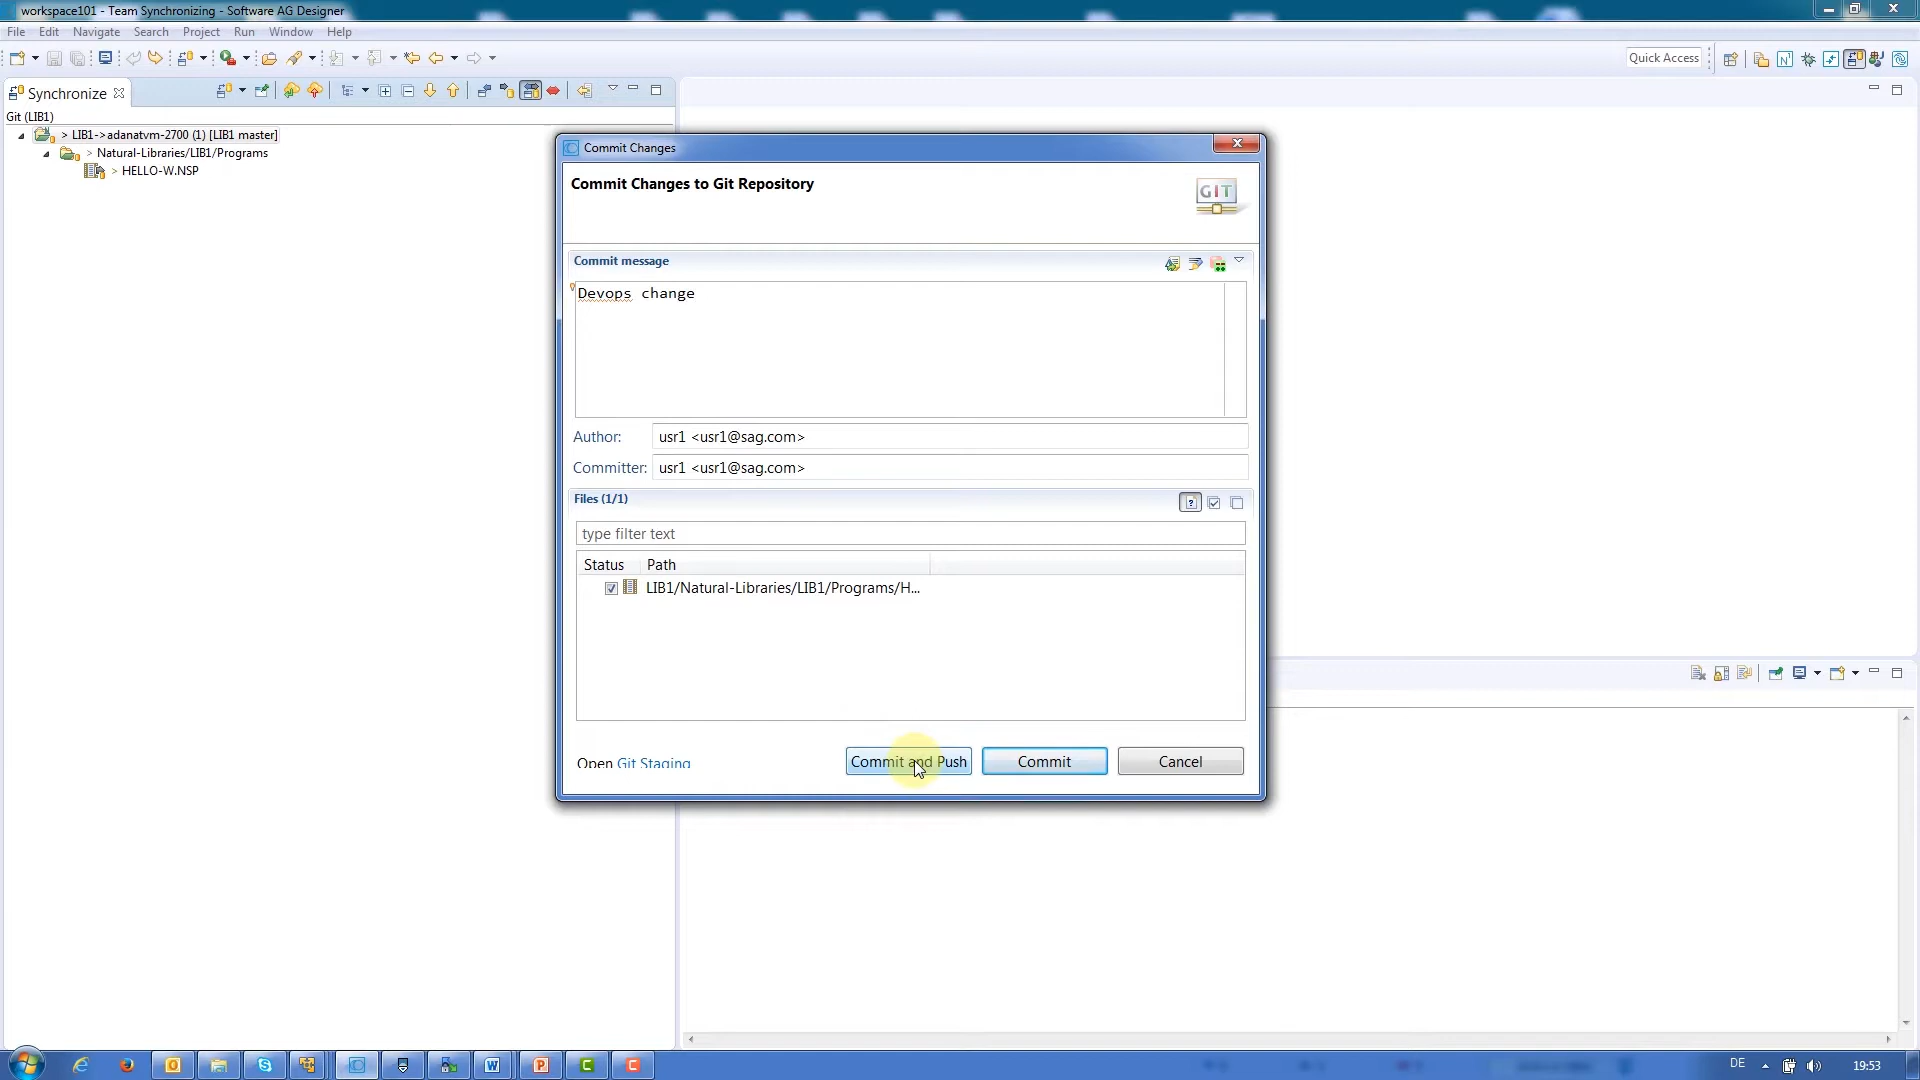 workspace101 - Team Synchronizing - Software AG Designer
File Edit Navigate Search Project Run Window Help
Quick Access
Synchronize
Git (LIB1)
> LIB1->adanatvm-2700 (1) [LIB1 master]
> Natural-Libraries/LIB1/Programs
> HELLO-W.NSP
Commit Changes
Commit Changes to Git Repository
GIT
Commit message
Devops change
Author: usr1 <usr1@sag.com>
Committer: usr1 <usr1@sag.com>
Files (1/1)
type filter text
Status Path
LIB1/Natural-Libraries/LIB1/Programs/H...
Open Git Staging
Commit and Push
Commit
Cancel
DE
19:53